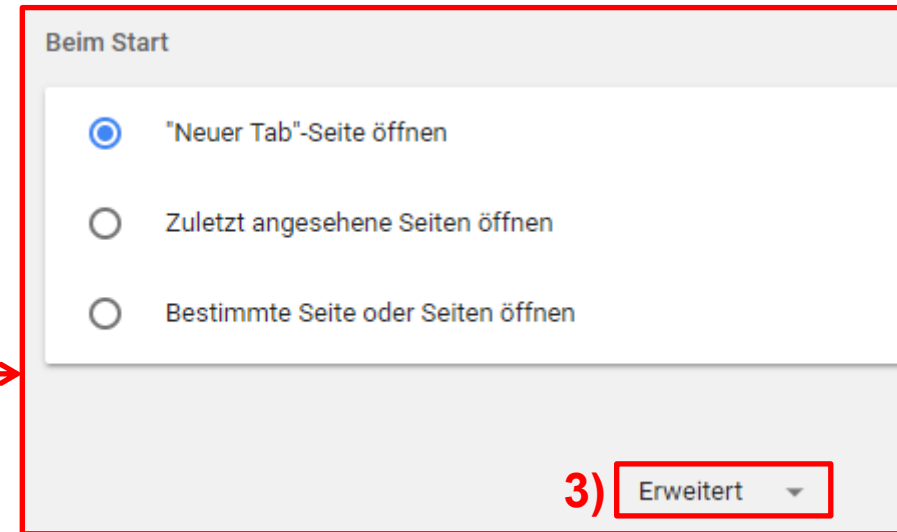 Beim Start
"Neuer Tab"-Seite öffnen
Zuletzt angesehene Seiten öffnen
Bestimmte Seite oder Seiten öffnen
3) Erweitert